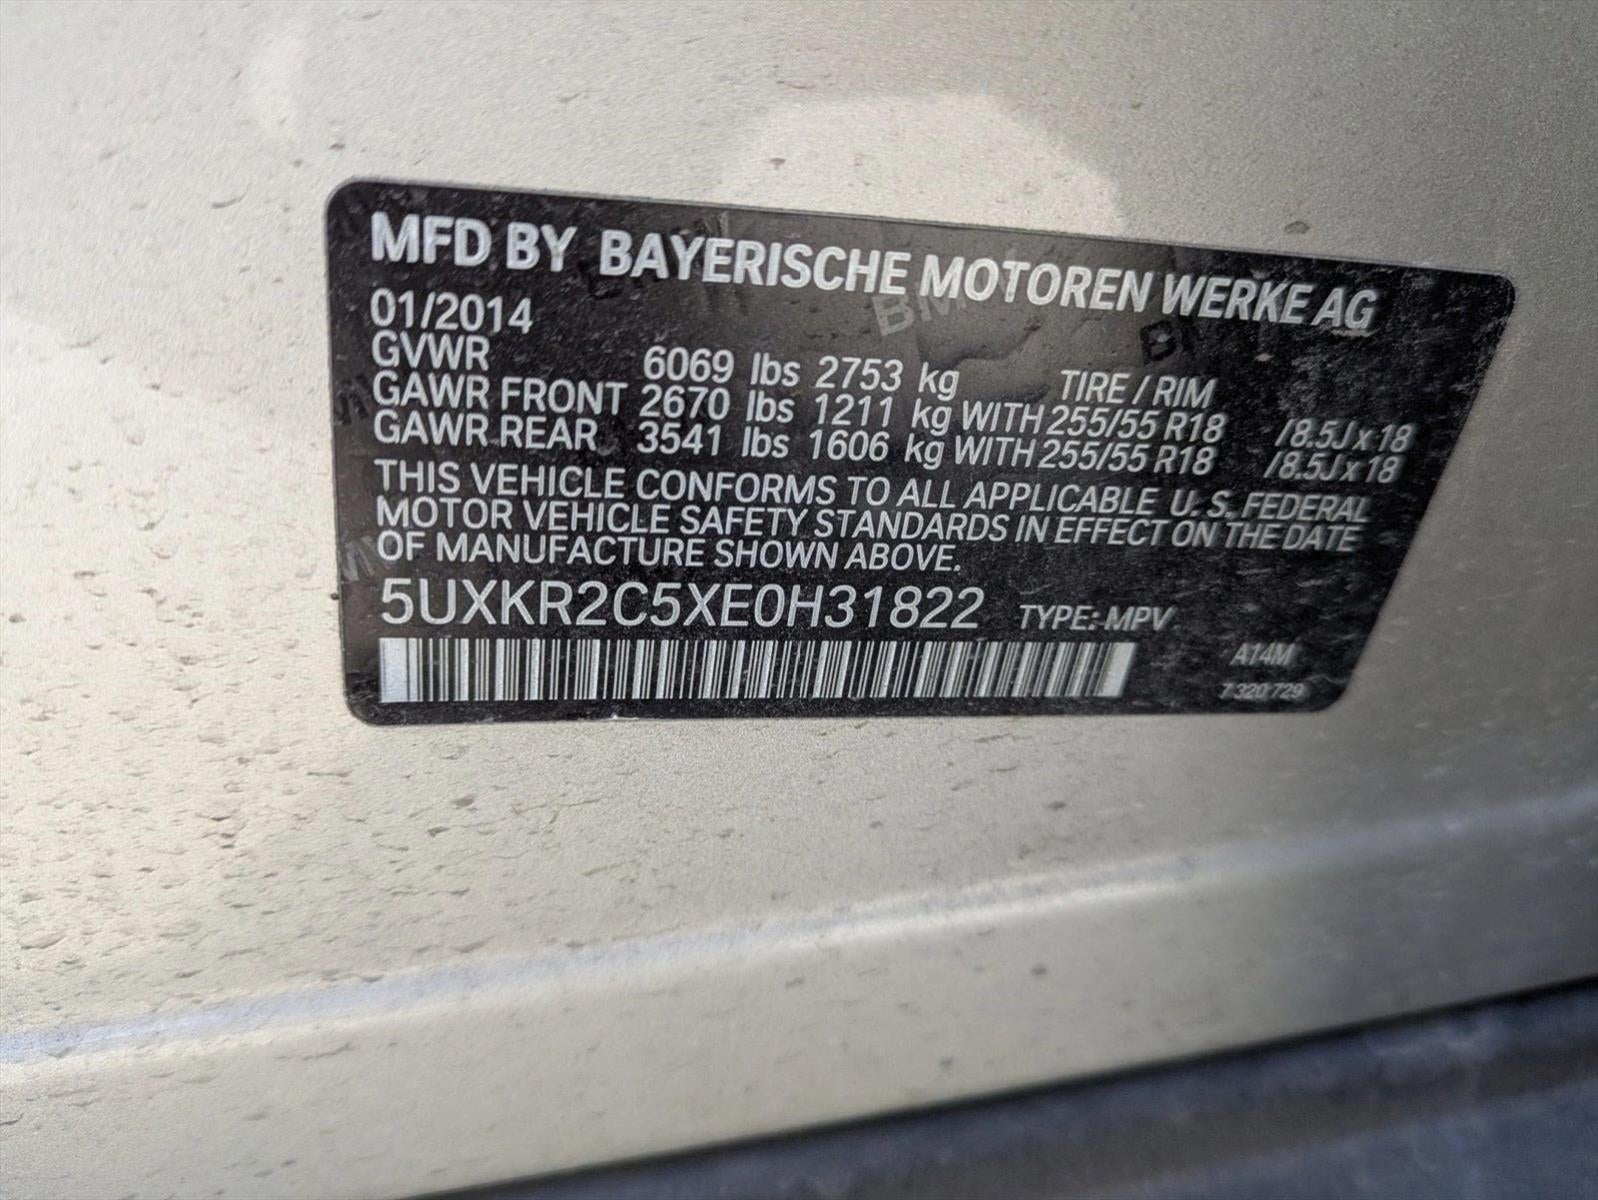 MFD BY BAYERISCHE MOTOREN WERKE AG
01/2014
GVWR 6069 lbs 2753 kg TIRE / RIM
GAWR FRONT 2670 lbs 1211 kg WITH 255/55 R18 /8.5J x 18
GAWR REAR 3541 lbs 1606 kg WITH 255/55 R18 /8.5J x 18
THIS VEHICLE CONFORMS TO ALL APPLICABLE U.S. FEDERAL
MOTOR VEHICLE SAFETY STANDARDS IN EFFECT ON THE DATE
OF MANUFACTURE SHOWN ABOVE.
5UXKR2C5XE0H31822 TYPE: MPV
A14M
7 320 729